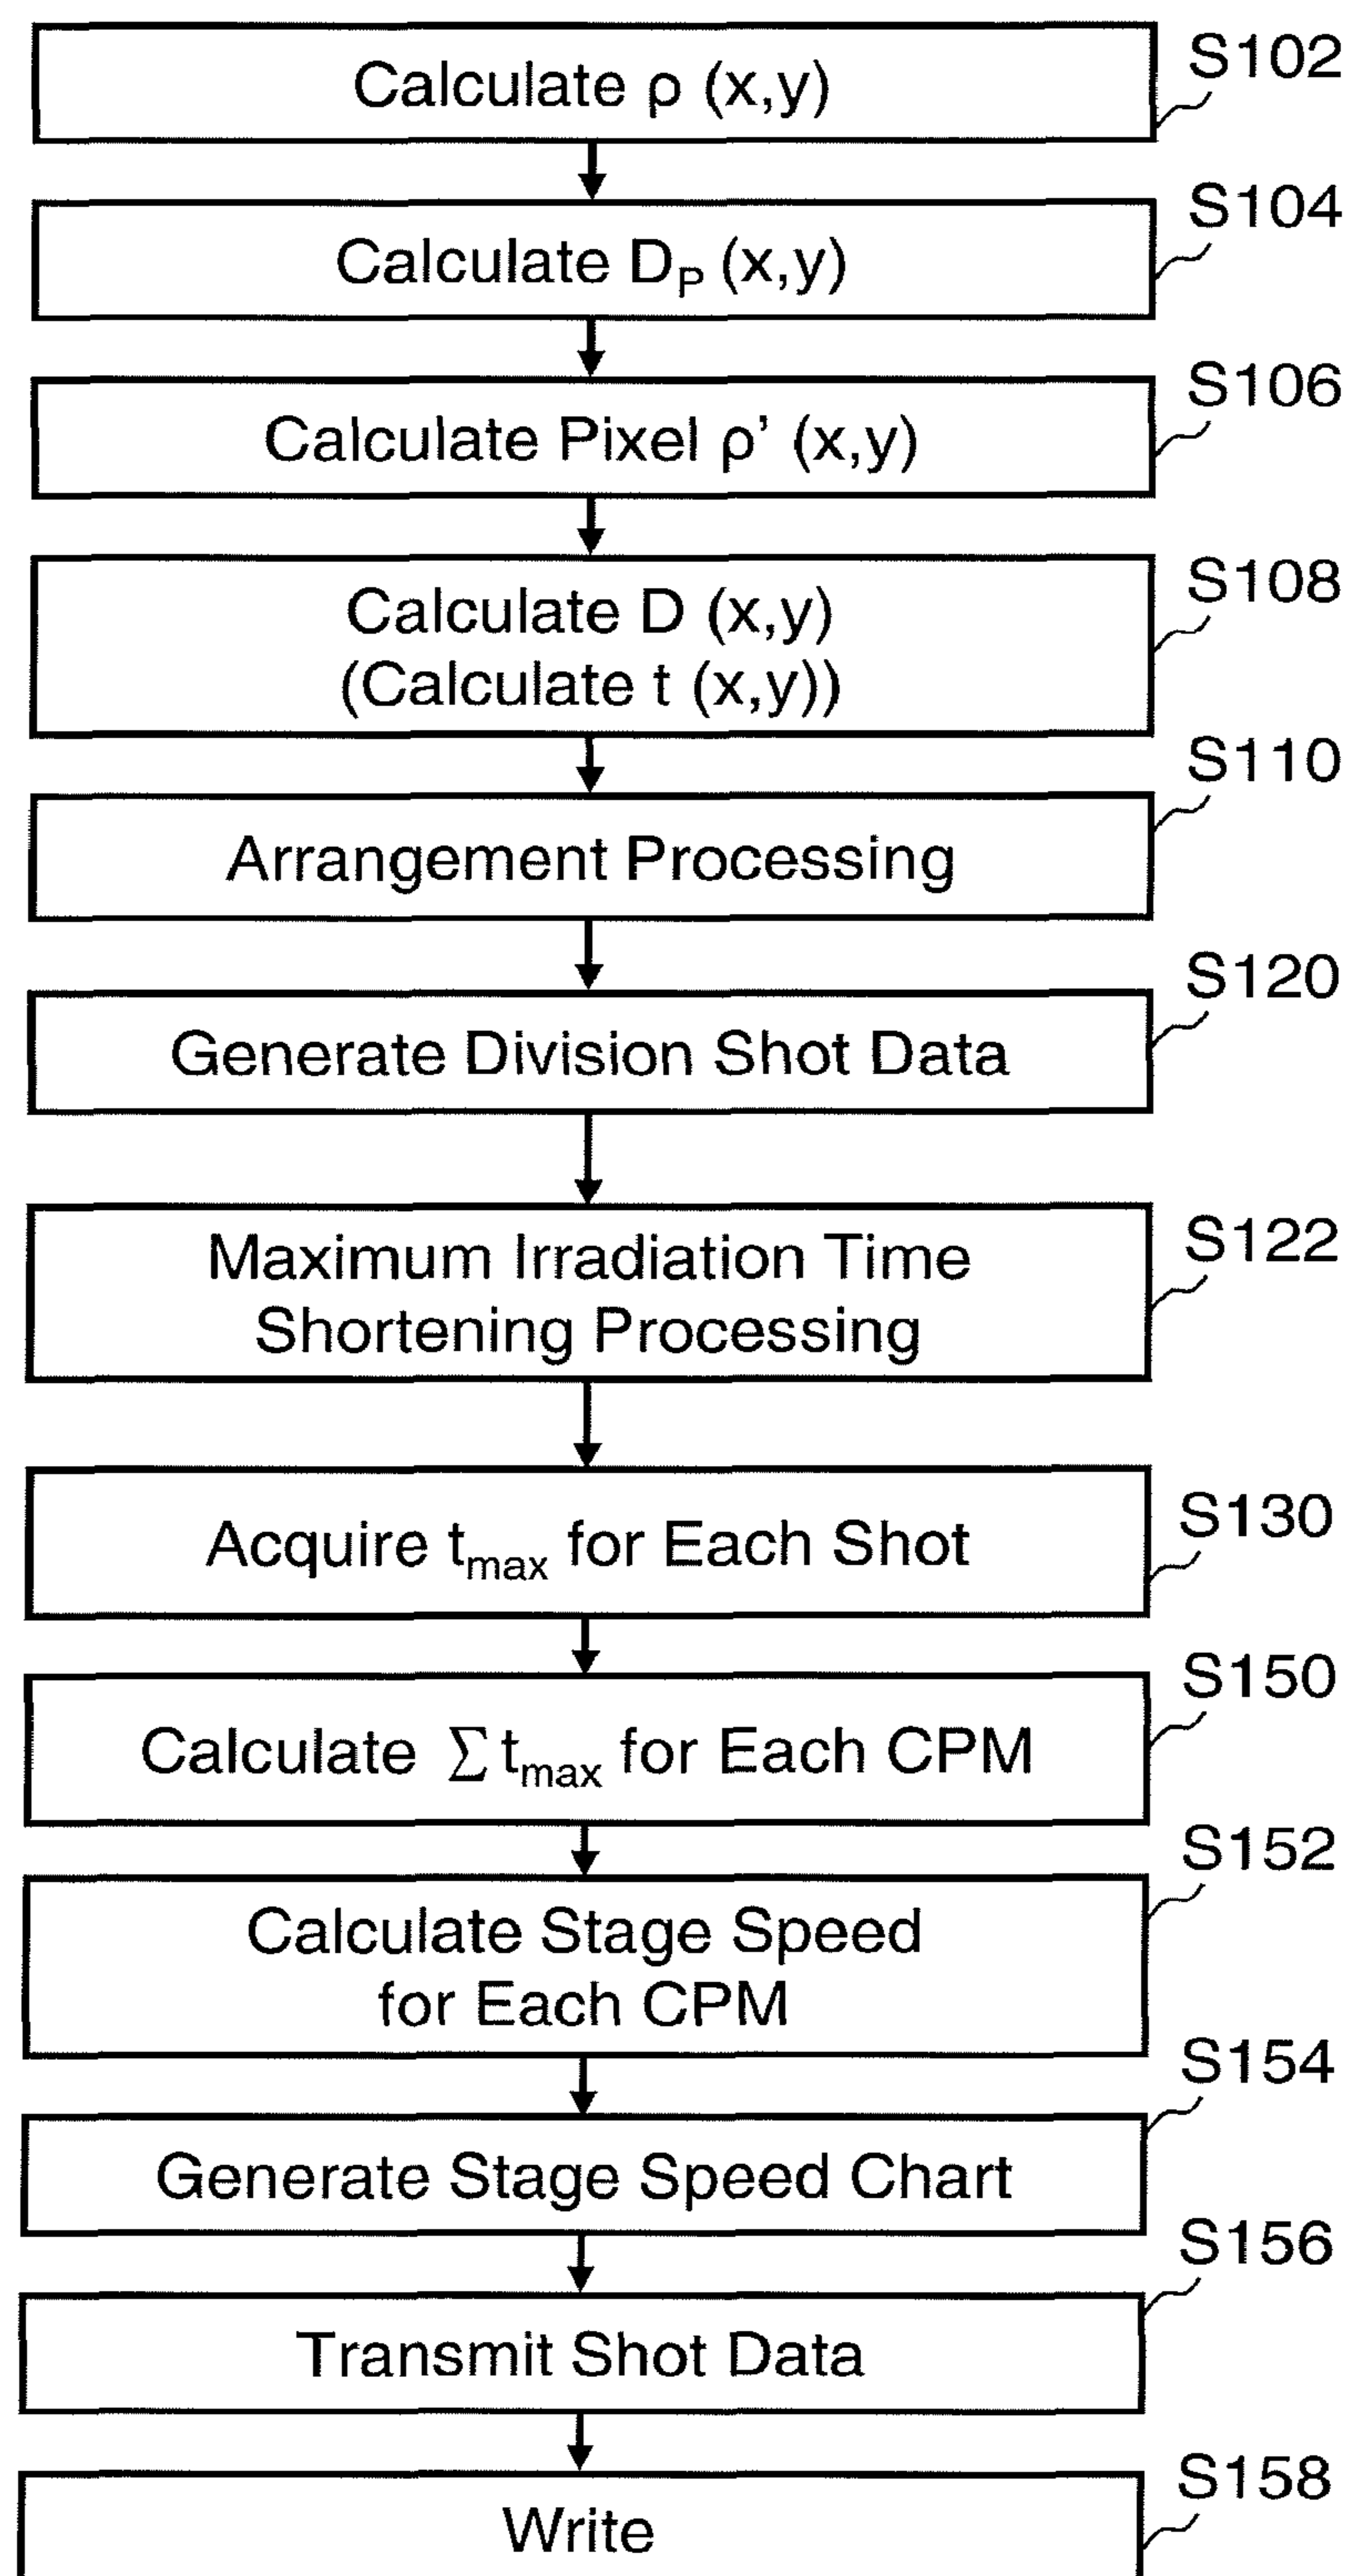 Calculate ρ (x,y)
S102
Calculate D_P (x,y)
S104
Calculate Pixel ρ’ (x,y)
S106
Calculate D (x,y)
(Calculate t (x,y))
S108
Arrangement Processing
S110
Generate Division Shot Data
S120
Maximum Irradiation Time
Shortening Processing
S122
Acquire t_max for Each Shot
S130
Calculate ∑ t_max for Each CPM
S150
Calculate Stage Speed
for Each CPM
S152
Generate Stage Speed Chart
S154
Transmit Shot Data
S156
Write
S158